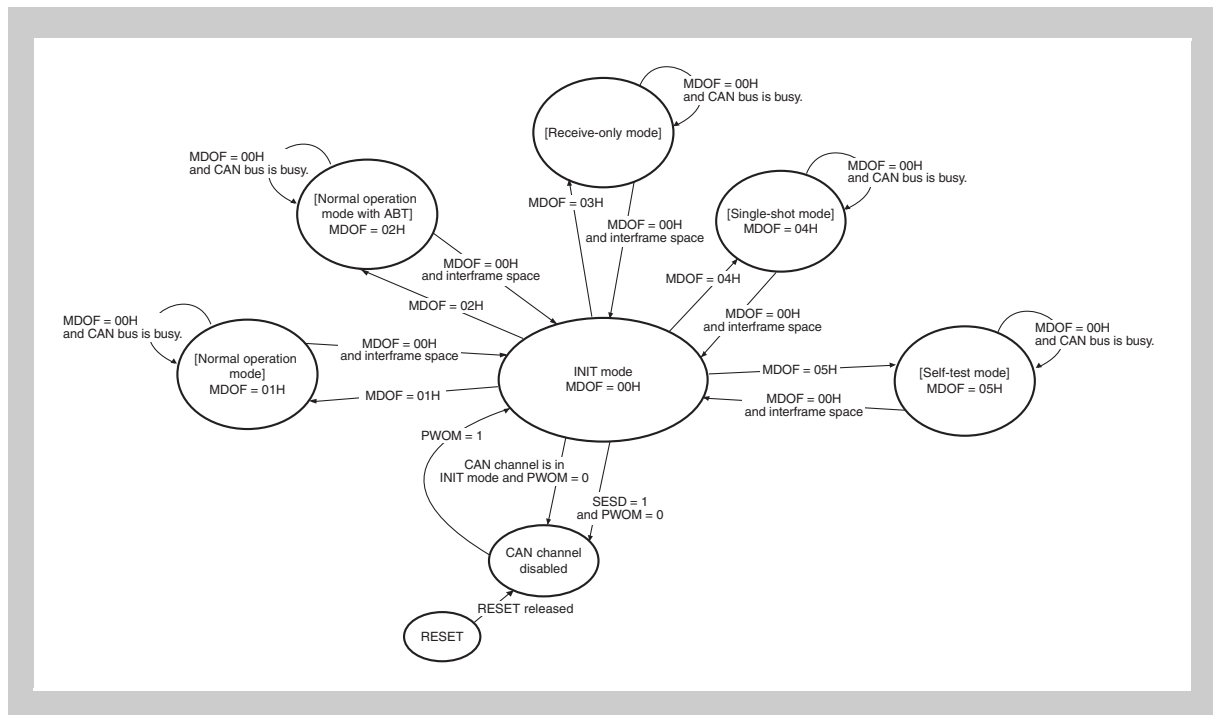 MDOF = 00H
and CAN bus is busy.
[Receive-only mode]
MDOF = 00H
and CAN bus is busy.
[Normal operation
mode with ABT]
MDOF = 02H
MDOF = 03H
MDOF = 00H
and interframe space
MDOF = 00H
and CAN bus is busy.
[Single-shot mode]
MDOF = 04H
MDOF = 00H
and interframe space
MDOF = 02H
MDOF = 04H
MDOF = 00H
and interframe space
MDOF = 00H
and CAN bus is busy.
[Normal operation
mode]
MDOF = 01H
MDOF = 00H
and interframe space
MDOF = 01H
INIT mode
MDOF = 00H
MDOF = 05H
MDOF = 00H
and interframe space
[Self-test mode]
MDOF = 05H
MDOF = 00H
and CAN bus is busy.
PWOM = 1
CAN channel is in
INIT mode and PWOM = 0
SESD = 1
and PWOM = 0
CAN channel
disabled
RESET released
RESET